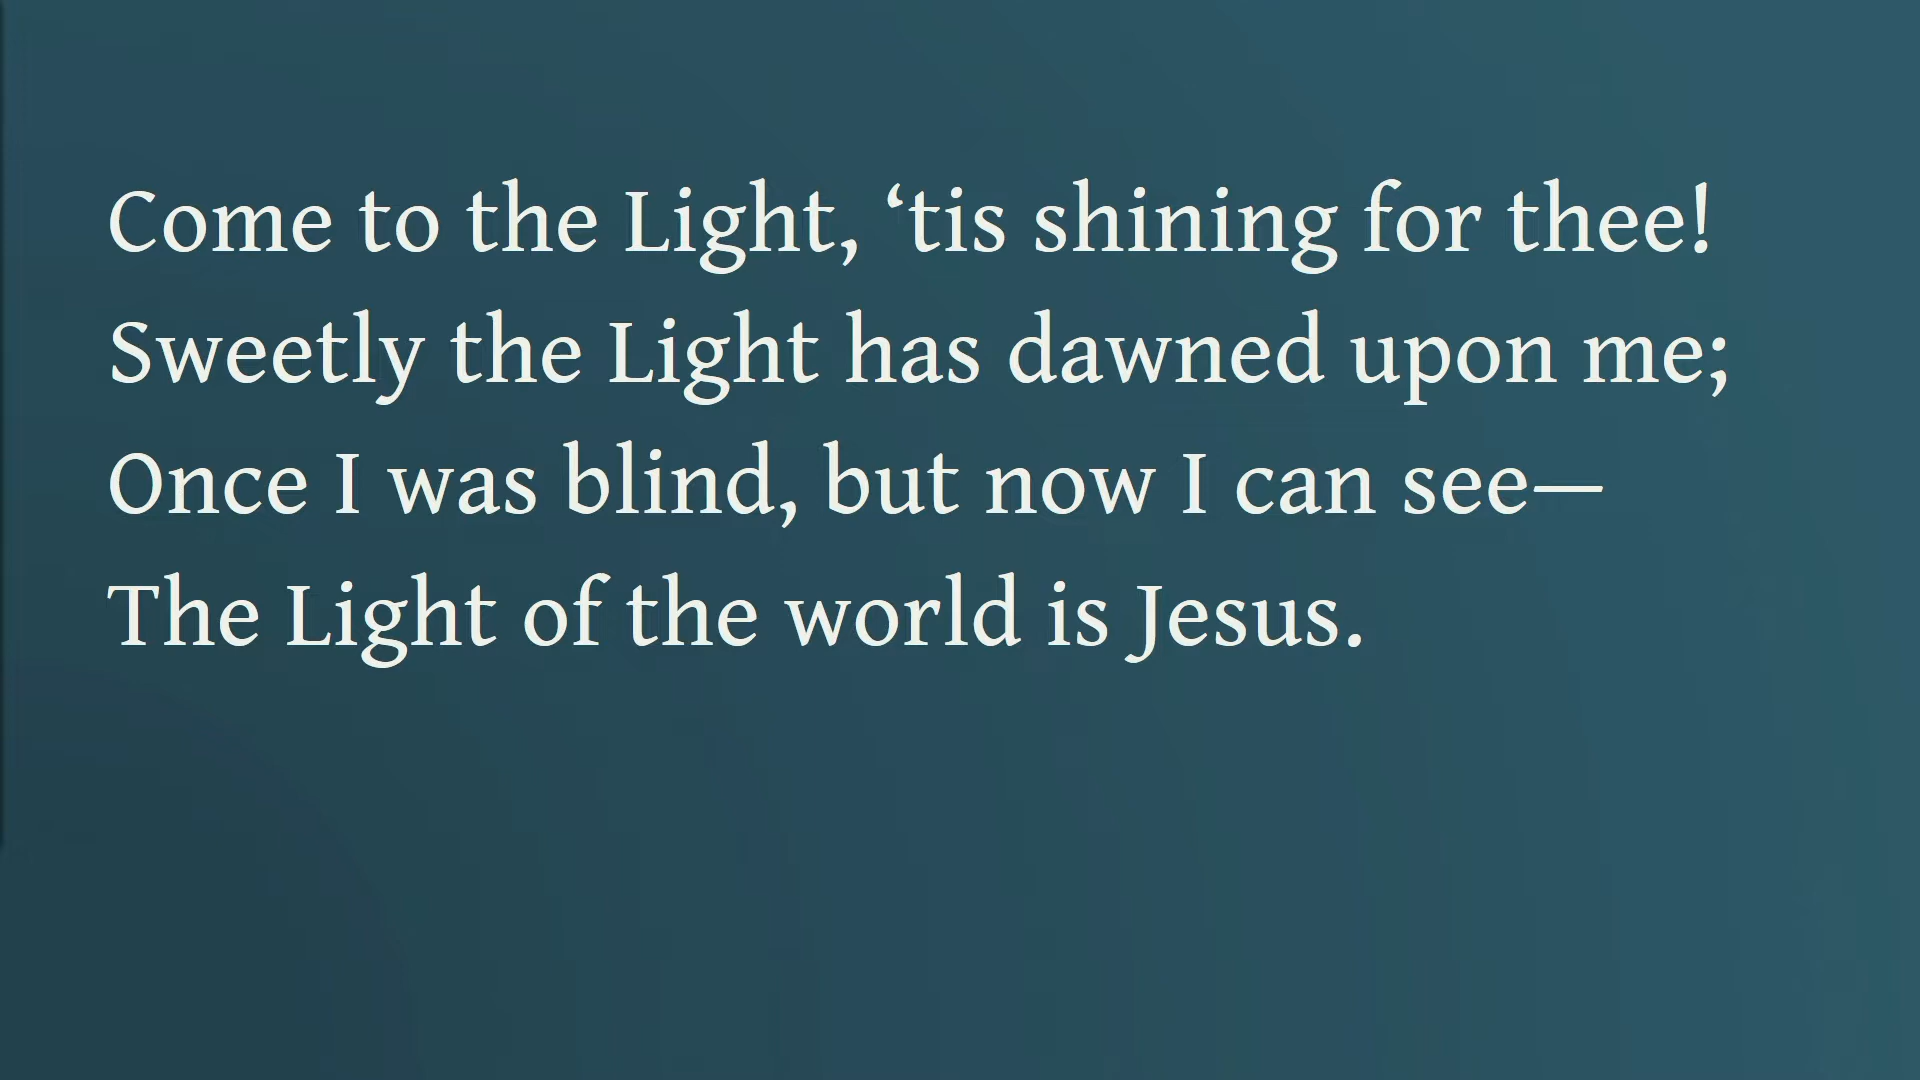 Come to the Light, ‘tis shining for thee!
Sweetly the Light has dawned upon me;
Once I was blind, but now I can see—
The Light of the world is Jesus.